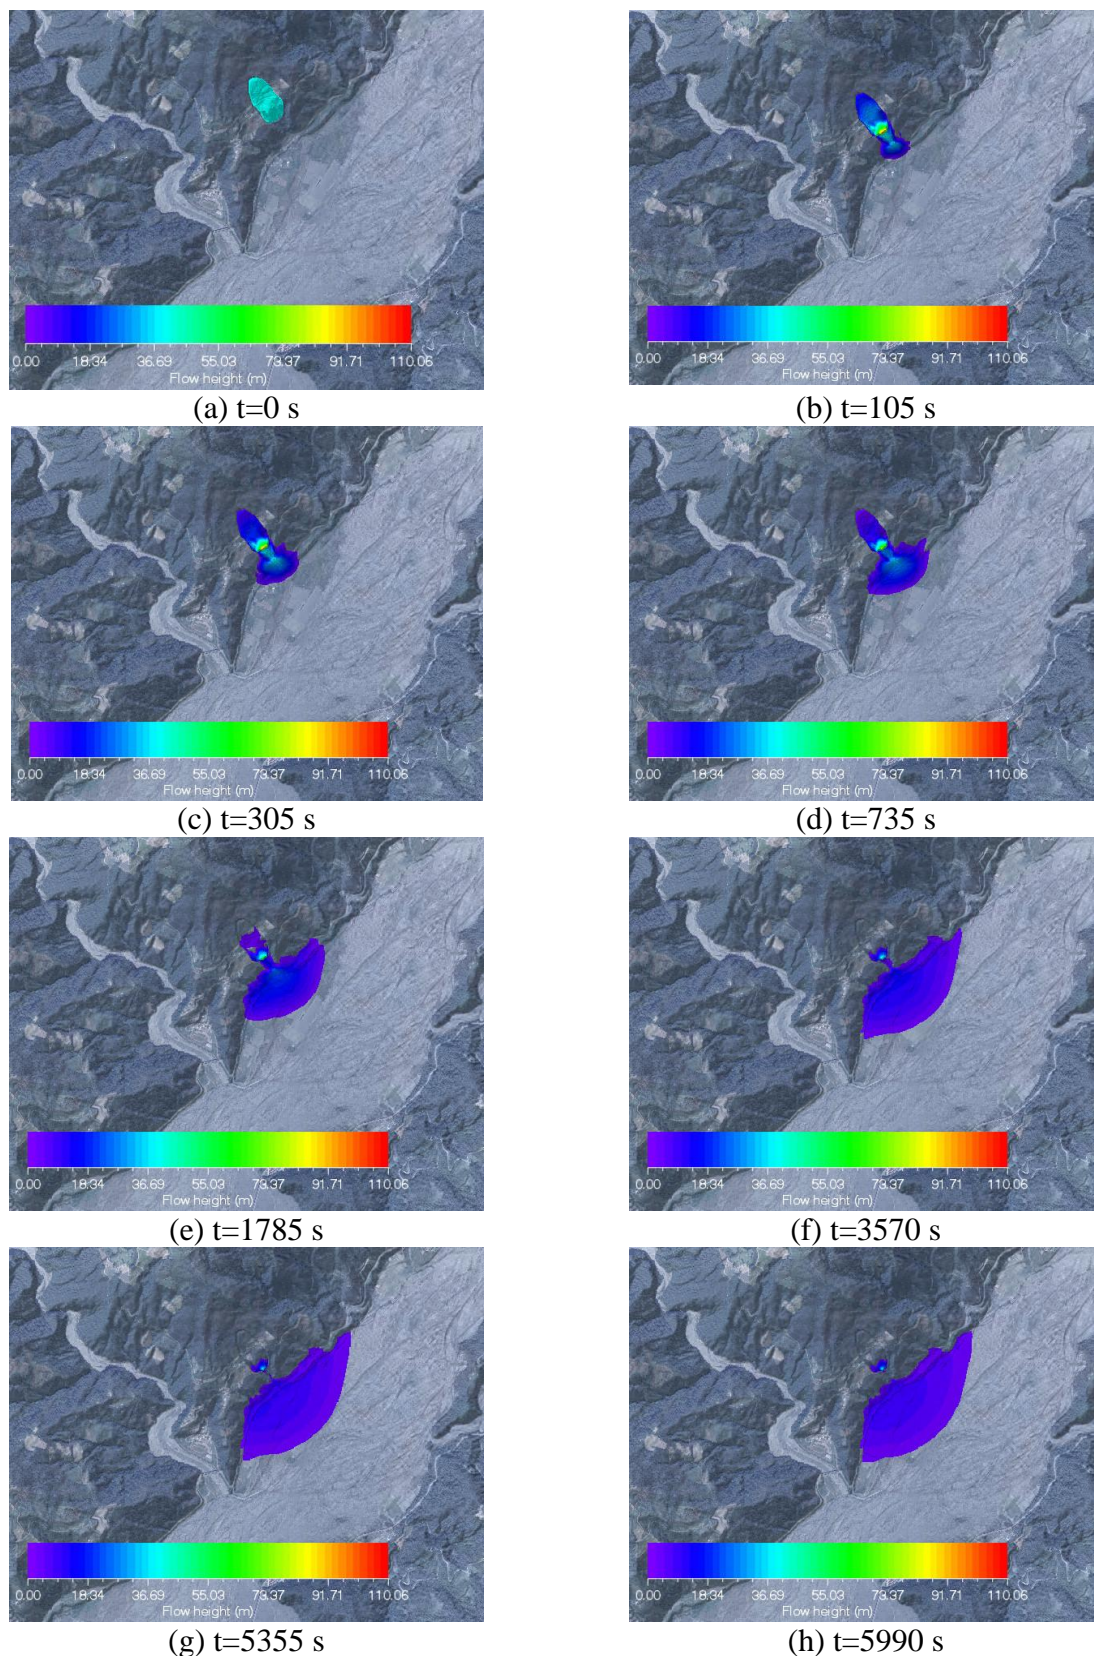 0.00 18.34 36.69 55.03 73.37 91.71 110.06
Flow height (m)
(a) t=0 s
0.00 18.34 36.69 55.03 73.37 91.71 110.06
Flow height (m)
(b) t=105 s
0.00 18.34 36.69 55.03 73.37 91.71 110.06
Flow height (m)
(c) t=305 s
0.00 18.34 36.69 55.03 73.37 91.71 110.06
Flow height (m)
(d) t=735 s
0.00 18.34 36.69 55.03 73.37 91.71 110.06
Flow height (m)
(e) t=1785 s
0.00 18.34 36.69 55.03 73.37 91.71 110.06
Flow height (m)
(f) t=3570 s
0.00 18.34 36.69 55.03 73.37 91.71 110.06
Flow height (m)
(g) t=5355 s
0.00 18.34 36.69 55.03 73.37 91.71 110.06
Flow height (m)
(h) t=5990 s